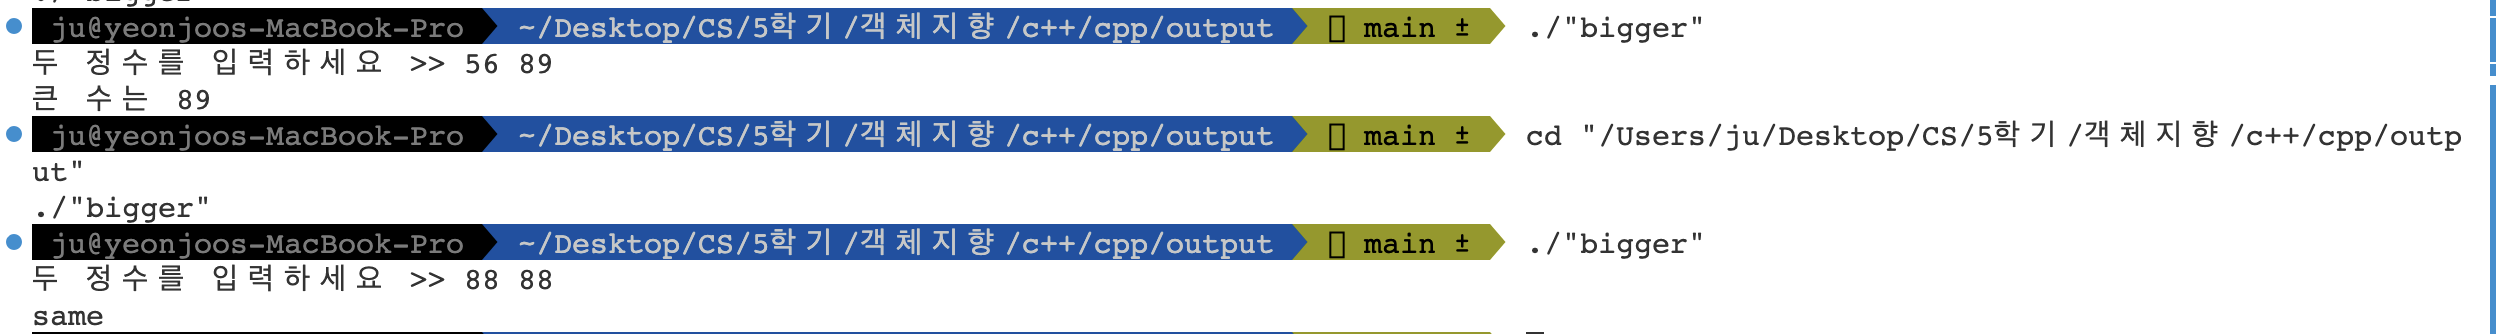 ju@yeonjoos-MacBook-Pro ~/Desktop/CS/5학기/객체지향/c++/cpp/output main ± ./"bigger"
두 정수를 입력하세요 >> 56 89
큰 수는 89
ju@yeonjoos-MacBook-Pro ~/Desktop/CS/5학기/객체지향/c++/cpp/output main ± cd "/Users/ju/Desktop/CS/5학기/객체지향/c++/cpp/outp
ut"
./"bigger"
ju@yeonjoos-MacBook-Pro ~/Desktop/CS/5학기/객체지향/c++/cpp/output main ± ./"bigger"
두 정수를 입력하세요 >> 88 88
same